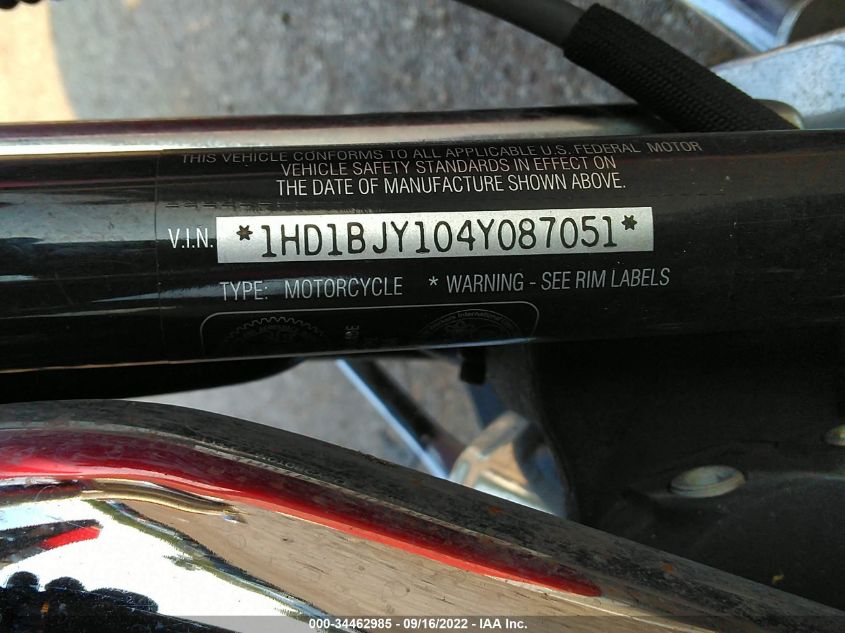 THIS VEHICLE CONFORMS TO ALL APPLICABLE U.S. FEDERAL MOTOR
VEHICLE SAFETY STANDARDS IN EFFECT ON
THE DATE OF MANUFACTURE SHOWN ABOVE.
V.I.N. *1HD1BJY104Y087051*
TYPE: MOTORCYCLE * WARNING - SEE RIM LABELS
International
000-34462985 - 09/16/2022 - IAA Inc.